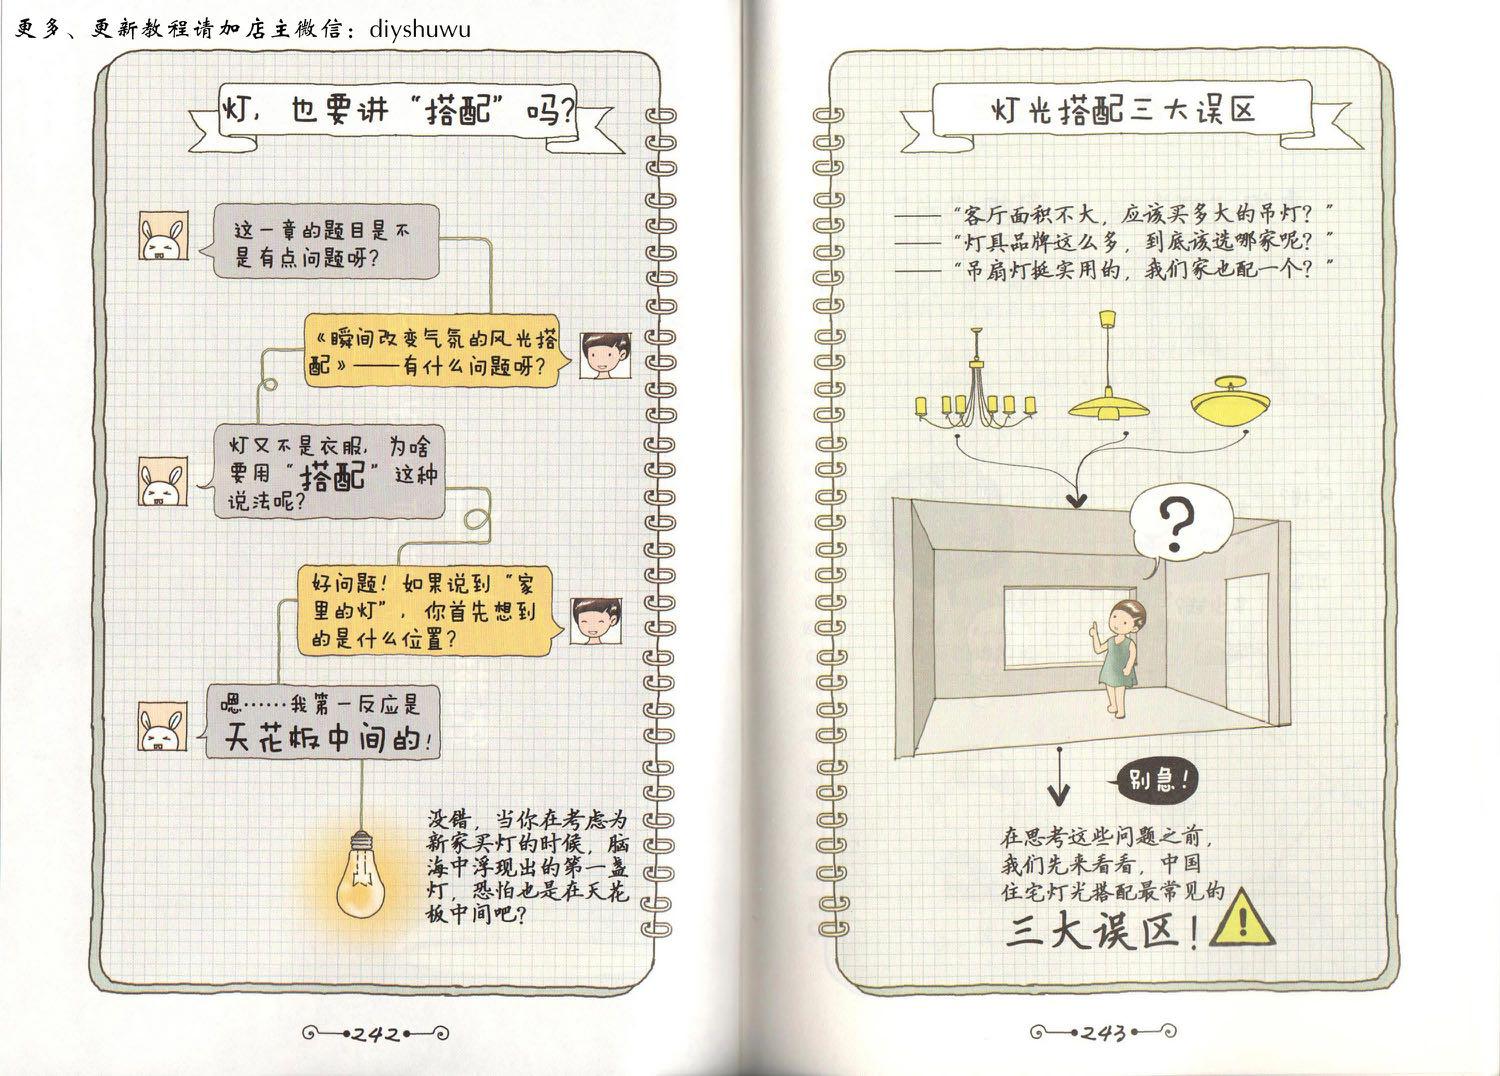 更多、更新教程请加店主微信：diyshuwu
灯，也要讲“搭配”吗?
这一章的题目是不
是有点问题呀?
《瞬间改变气氛的风光搭
配》——有什么问题呀?
灯又不是衣服，为啥
要用“搭配”这种
说法呢?
好问题！如果说到“家
里的灯”，你首先想到
的是什么位置?
嗯……我第一反应是
天花板中间的！
没错，当你在考虑为
新家买灯的时候，脑
海中浮现出的第一盏
灯，恐怕也是在天花
板中间吧?
242
灯光搭配三大误区
——“客厅面积不大，应该买多大的吊灯?”
——“灯具品牌这么多，到底该选哪家呢?”
——“吊扇灯挺实用的，我们家也配一个?”
?
别急！
在思考这些问题之前，
我们先来看看，中国
住宅灯光搭配最常见的
三大误区！
243